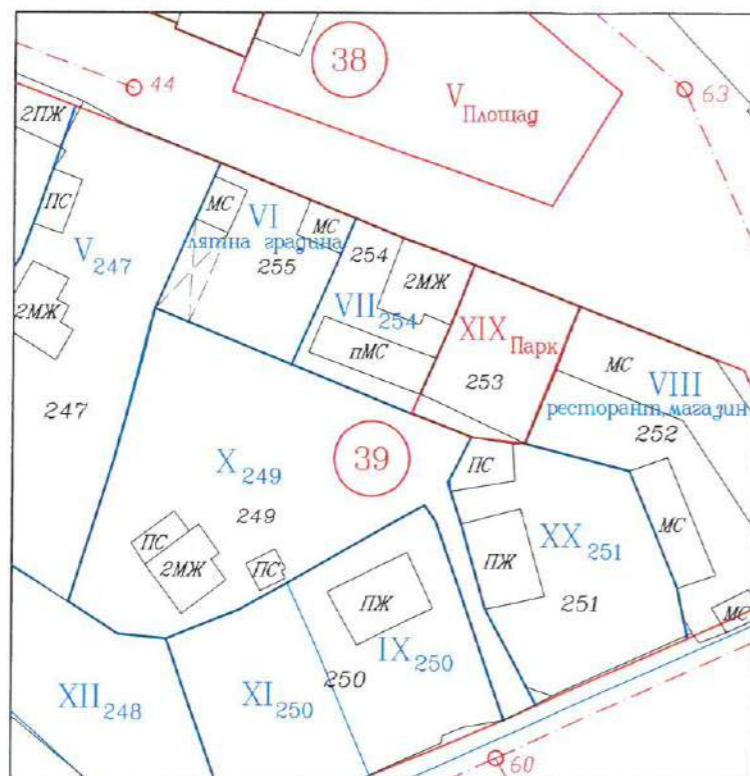 38
44
63
V
Площад
2ПЖ
ПС
МС
VI
МС
лятна градина
255
254
2МЖ
V 247
VII 254
XIX Парк
2МЖ
пМС
253
МС
VIII
ресторант, магазин
252
247
X 249
249
39
ПС
ПС
2МЖ
ПС
ПЖ
XX 251
251
МС
ПЖ
IX 250
250
МС
XII 248
XI 250
60